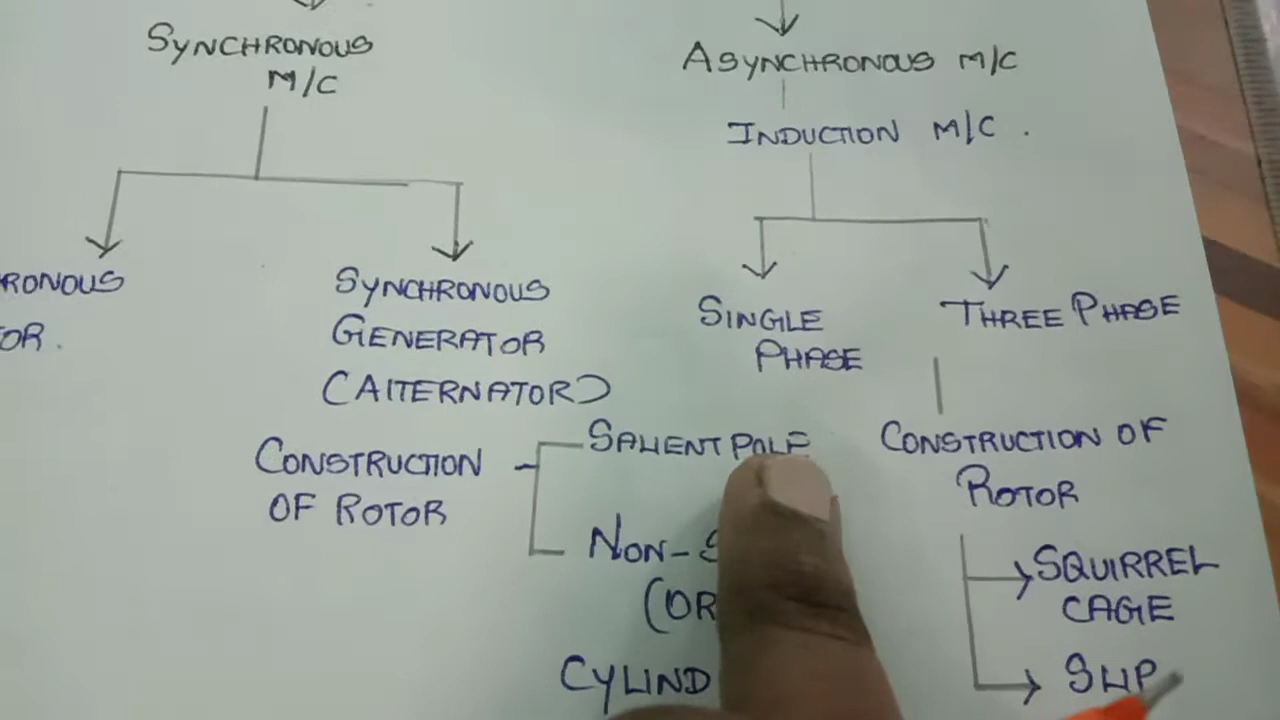 SYNCHRONOUS
M/C
ASYNCHRONOUS M/C
INDUCTION M/C .
RONOUS
OR.
SYNCHRONOUS
GENERATOR
(AlTERNATOR)
SINGLE
PHASE
THREE PHASE
CONSTRUCTION
OF ROTOR
SALIENT POLE
NON-S
(OR
CYLIND
CONSTRUCTION OF
ROTOR
SQUIRREL
CAGE
SLIP